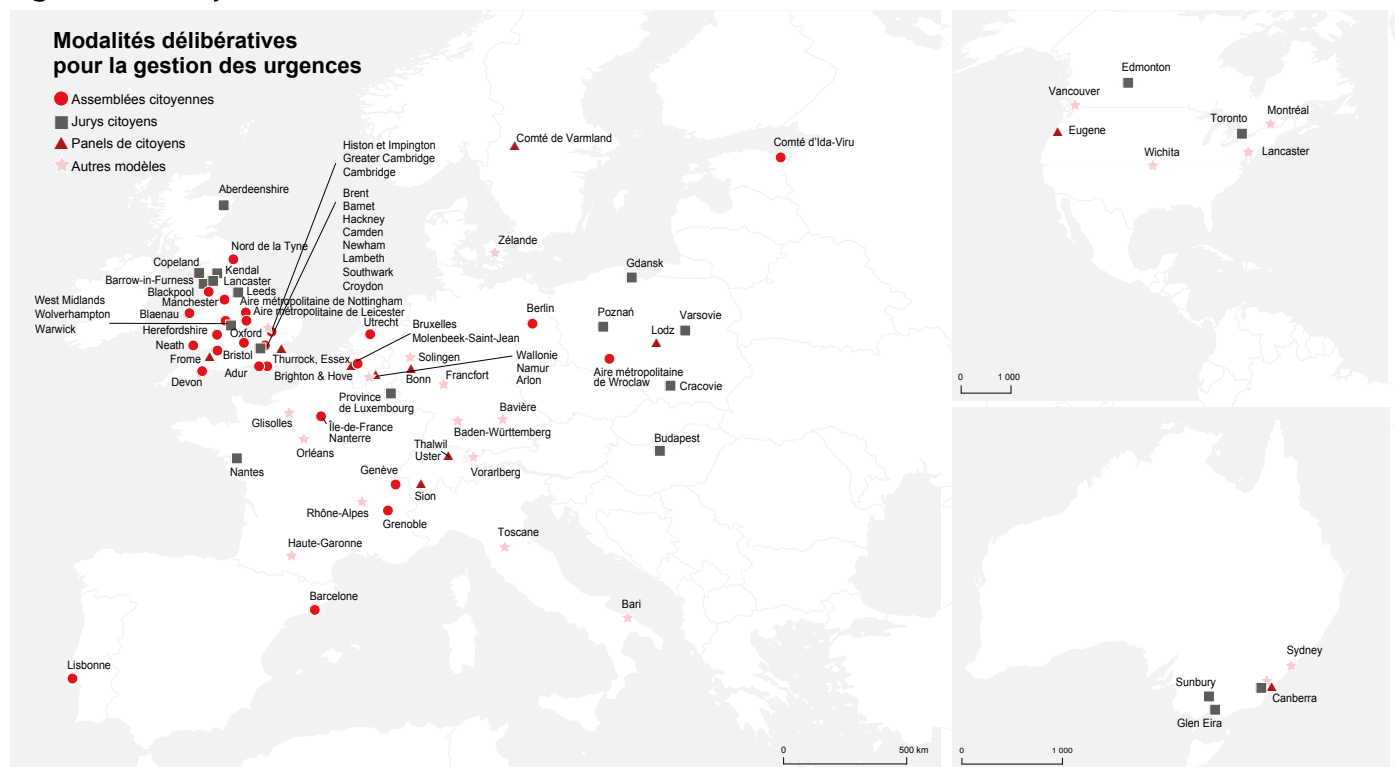 Modalités délibératives
pour la gestion des urgences
Assemblées citoyennes
Jurys citoyens
Panels de citoyens
Autres modèles
Histon et Impington
Greater Cambridge
Cambridge
Brent
Barnet
Hackney
Camden
Newham
Lambeth
Southwark
Croydon
Comté de Varmland
Comté d'Ida-Viru
Aberdeenshire
Nord de la Tyne
Zélande
Copeland
Kendal
Barrow-in-Furness
Lancaster
Blackpool
Leeds
Manchester
Aire métropolitaine de Nottingham
Aire métropolitaine de Leicester
West Midlands
Wolverhampton
Warwick
Blaenau
Herefordshire
Oxford
Utrecht
Neath
Frome
Bristol
Thurrock, Essex
Devon
Adur
Brighton & Hove
Bruxelles
Molenbeek-Saint-Jean
Solingen
Bonn
Francfort
Wallonie
Namur
Arlon
Berlin
Gdansk
Poznań
Varsovie
Lodz
Aire métropolitaine
de Wroclaw
Cracovie
Province
de Luxembourg
Glisolles
Île-de-France
Nanterre
Orléans
Nantes
Bavière
Baden-Württemberg
Thalwil
Uster
Vorarlberg
Budapest
Genève
Sion
Rhône-Alpes
Grenoble
Haute-Garonne
Toscane
Barcelone
Bari
Lisbonne
0
500 km
Edmonton
Vancouver
Montréal
Toronto
Eugene
Wichita
Lancaster
0
1 000
Sydney
Sunbury
Canberra
Glen Eira
0
1 000